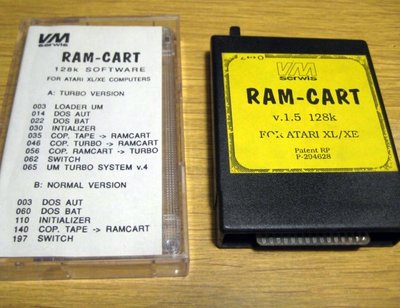 VM
serwis
RAM-CART
128k SOFTWARE
FOR ATARI XL/XE COMPUTERS
A: TURBO VERSION
003 LOADER UM
014 DOS AUT
022 DOS BAT
030 INTIALIZER
035 COP. TAPE -> RAMCART
046 COP. TURBO -> RAMCART
056 COP. RAMCART -> TURBO
062 SWITCH
065 UM TURBO SYSTEM v.4
B: NORMAL VERSION
003 DOS AUT
060 DOS BAT
110 INITIALIZER
140 COP. TAPE -> RAMCART
197 SWITCH
VM
serwis
RAM-CART
v.1.5 128k
FOR ATARI XL/XE
Patent RP
P-294628